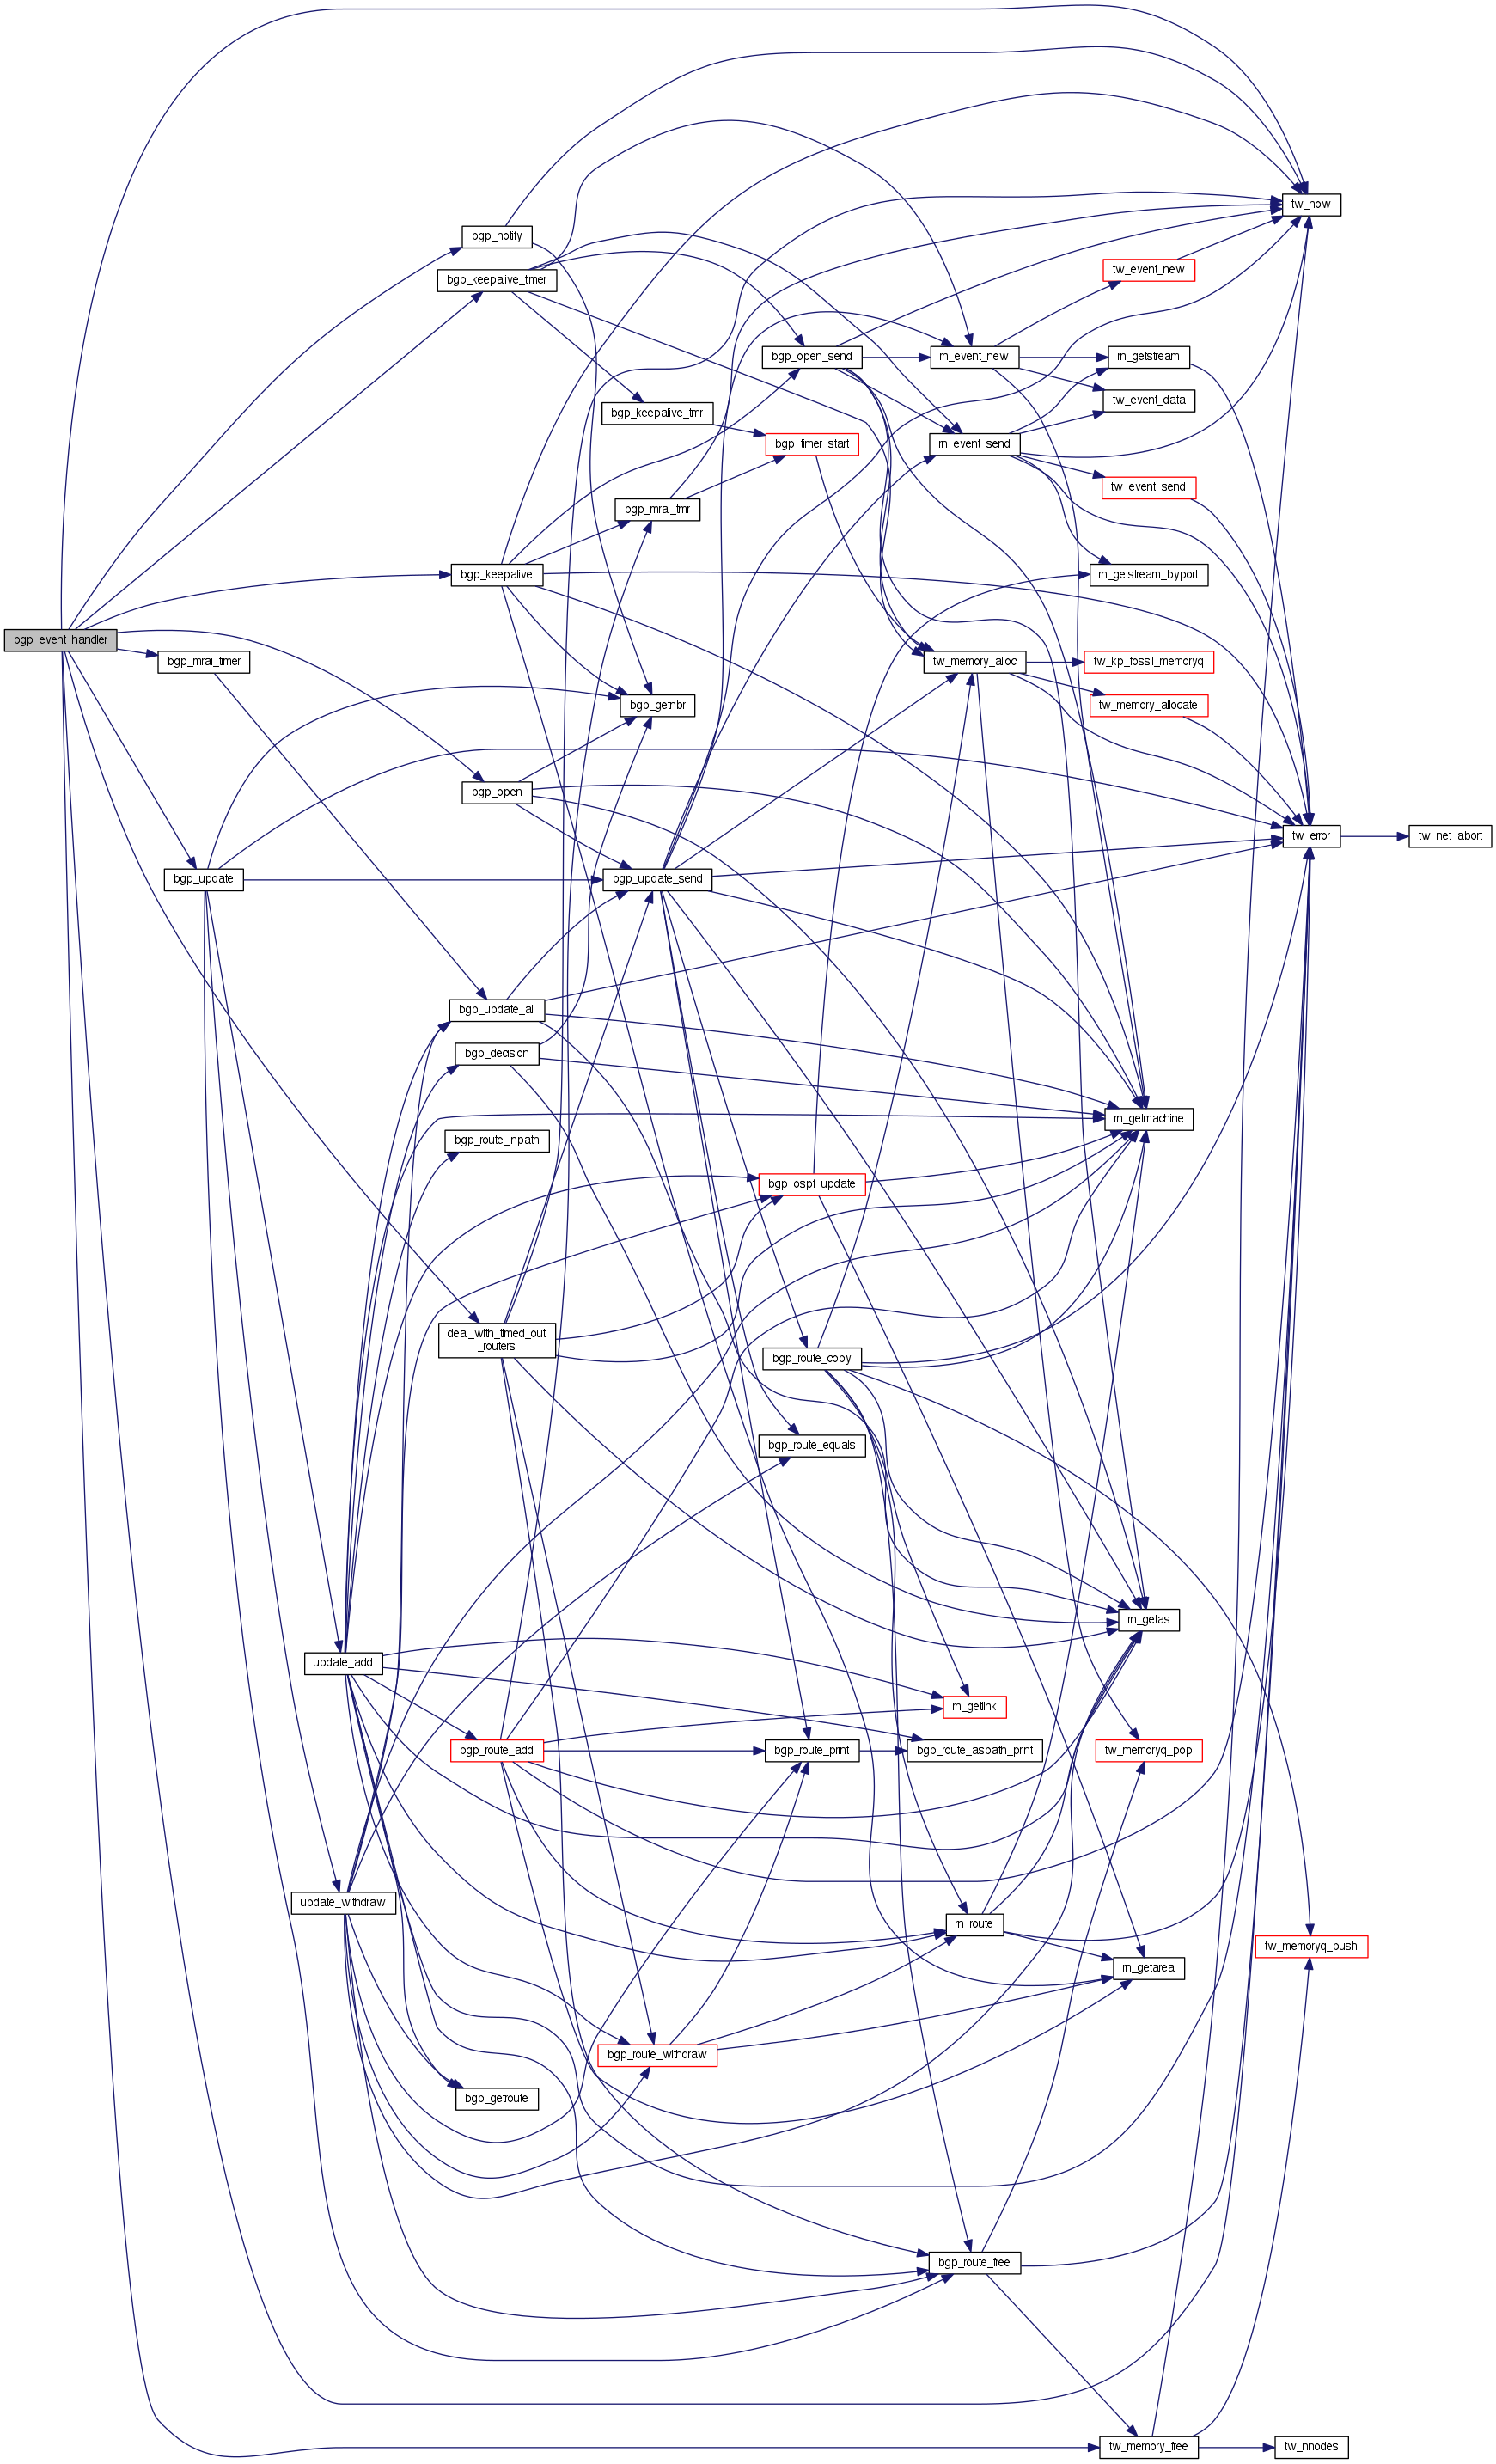 tw_now
bgp_notify
bgp_keepalive_timer
tw_event_new
bgp_open_send
rn_event_new
rn_getstream
tw_event_data
bgp_keepalive_tmr
bgp_timer_start
rn_event_send
tw_event_send
bgp_mrai_tmr
bgp_keepalive
rn_getstream_byport
bgp_event_handler
bgp_mrai_timer
tw_memory_alloc
tw_kp_fossil_memoryq
bgp_getnbr
tw_memory_allocate
bgp_open
tw_error
tw_net_abort
bgp_update
bgp_update_send
bgp_update_all
bgp_decision
rn_getmachine
bgp_route_inpath
bgp_ospf_update
deal_with_timed_out
_routers
bgp_route_copy
bgp_route_equals
rn_getas
update_add
rn_getlink
bgp_route_add
bgp_route_print
bgp_route_aspath_print
tw_memoryq_pop
update_withdraw
rn_route
tw_memoryq_push
rn_getarea
bgp_route_withdraw
bgp_getroute
bgp_route_free
tw_memory_free
tw_nnodes